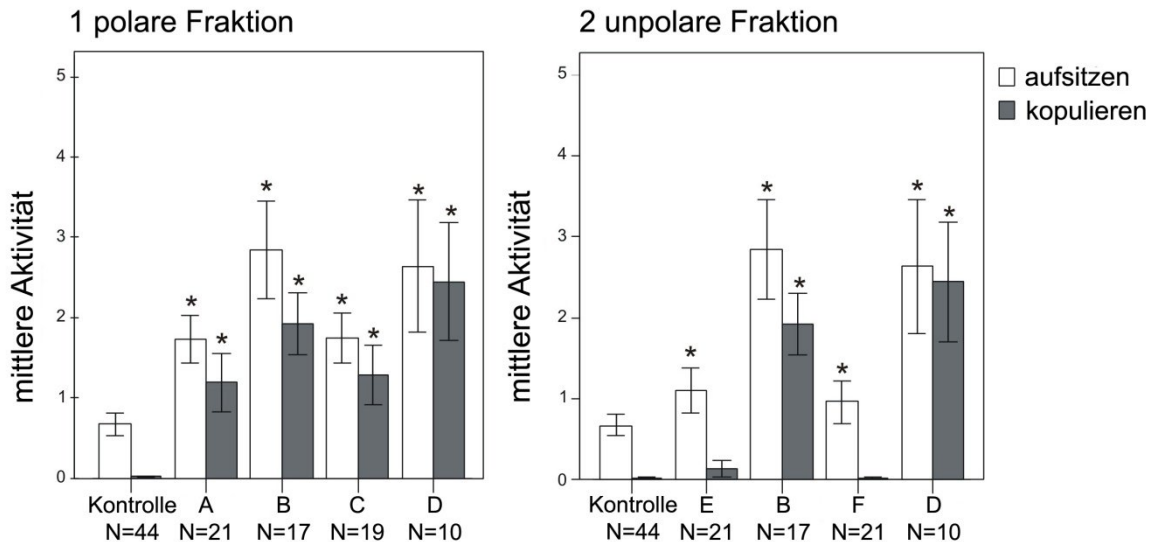 1 polare Fraktion
mittlere Aktivität
5
4
3
2
1
0
* * * * * * * *
Kontrolle A B C D
N=44 N=21 N=17 N=19 N=10
2 unpolare Fraktion
mittlere Aktivität
5
4
3
2
1
0
* * * * * *
Kontrolle E B F D
N=44 N=21 N=17 N=21 N=10
aufsitzen
kopulieren